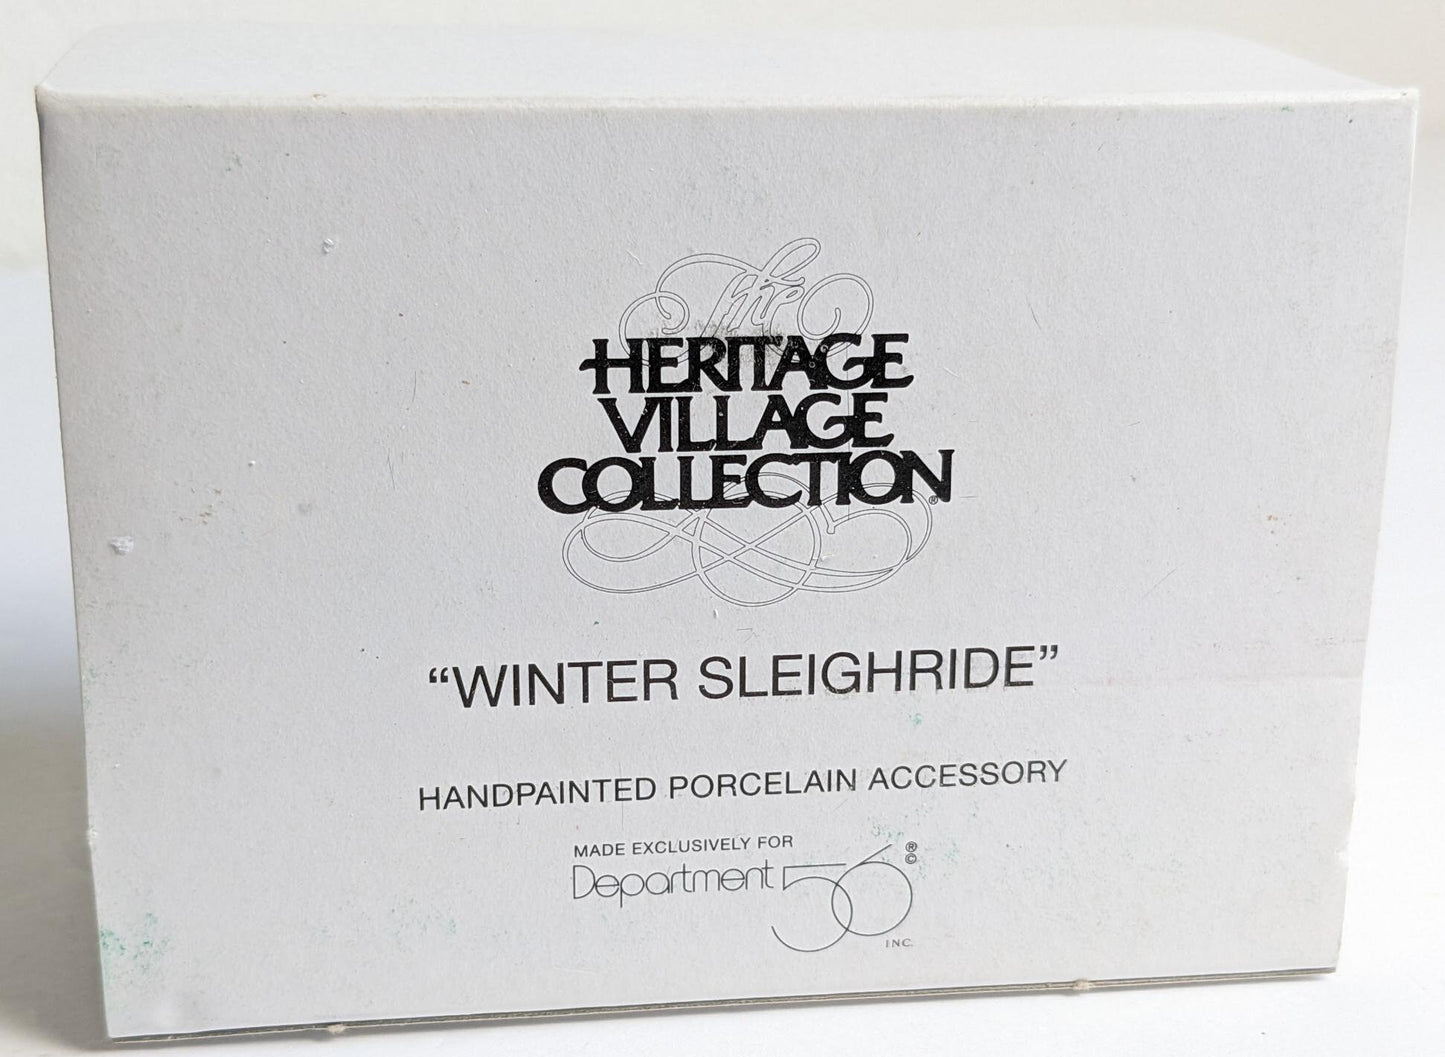 The
HERITAGE
VILLAGE
COLLECTION®
“WINTER SLEIGHRIDE”
HANDPAINTED PORCELAIN ACCESSORY
MADE EXCLUSIVELY FOR
Department 56 ® ©
INC.